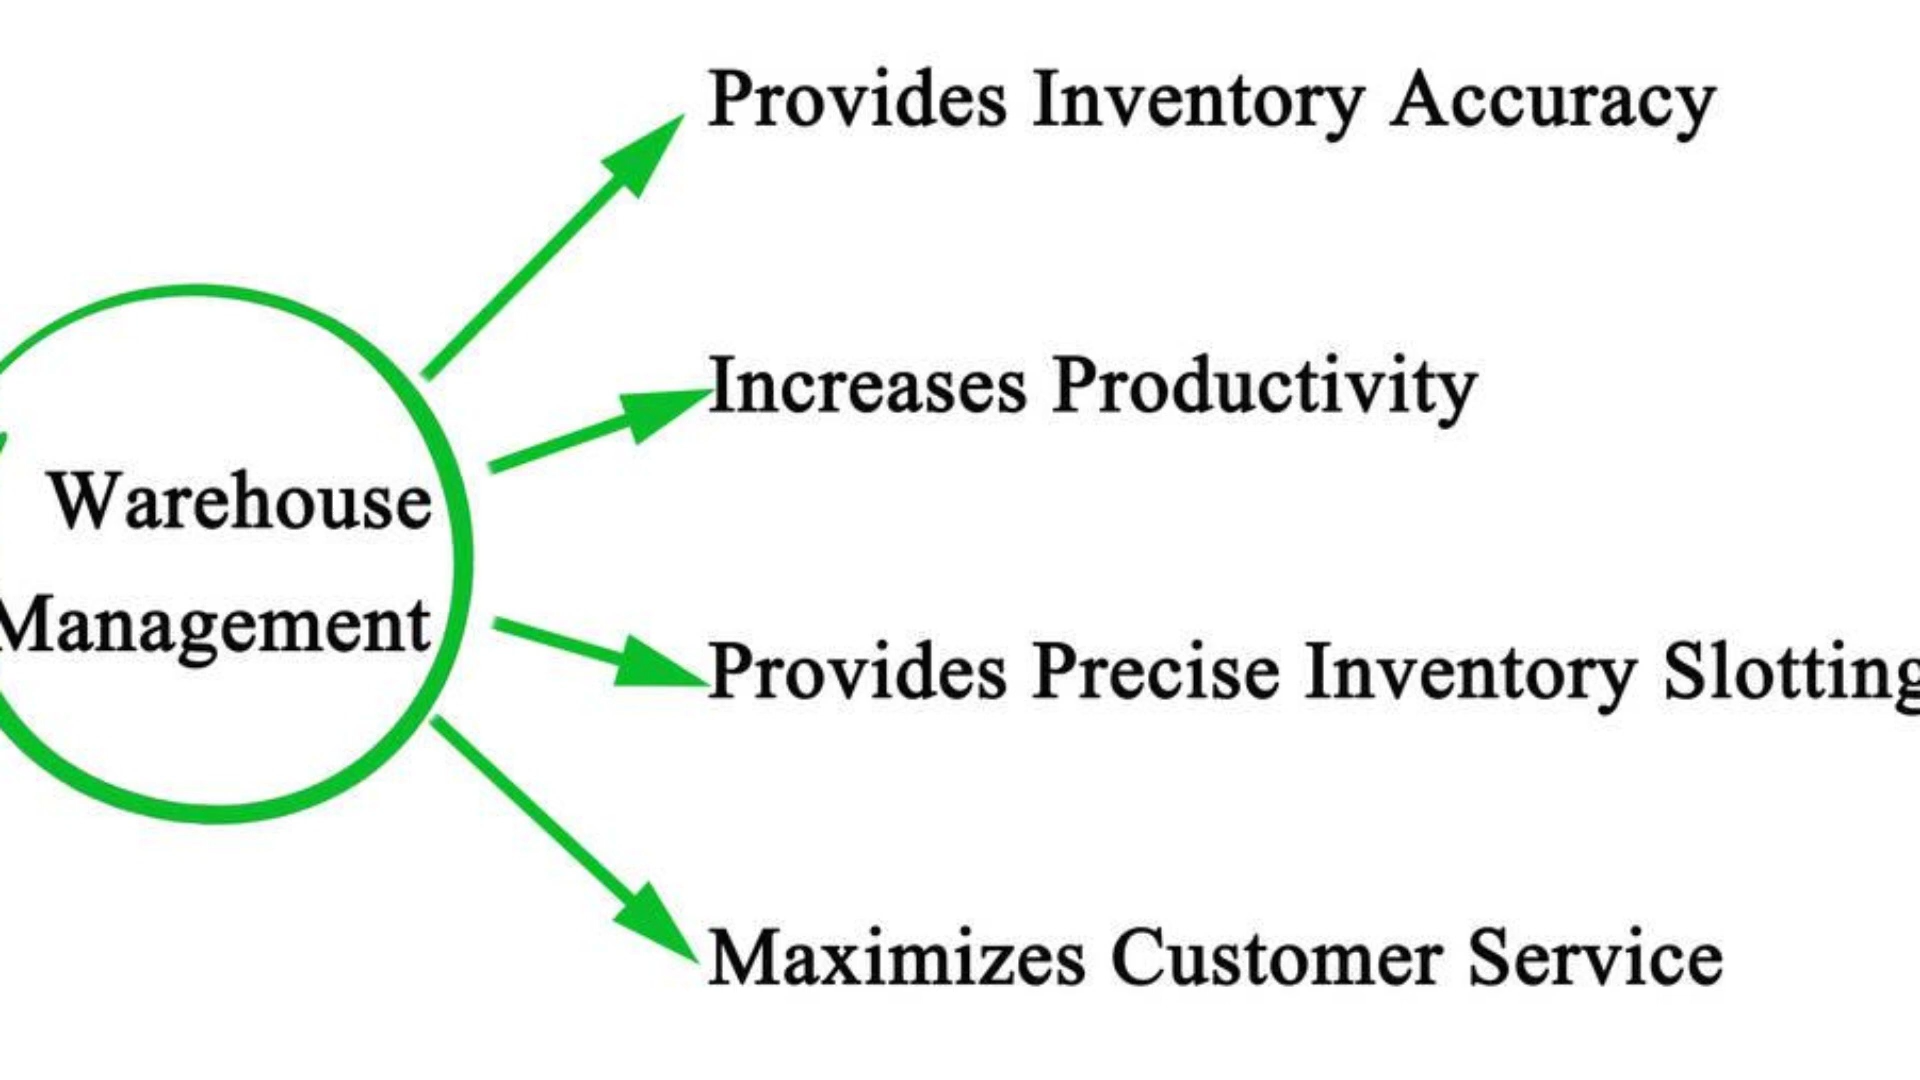 Provides Inventory Accuracy
Increases Productivity
Warehouse
Management
Provides Precise Inventory Slotting
Maximizes Customer Service